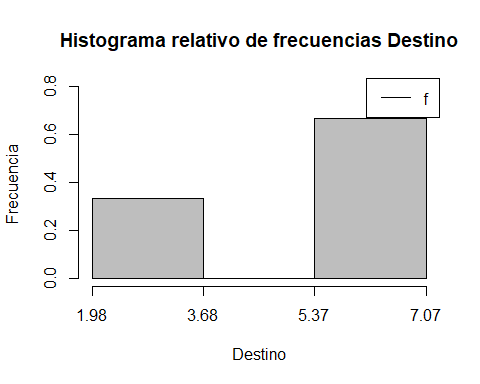 Histograma relativo de frecuencias Destino
f
Frecuencia
0.8
0.6
0.4
0.2
0.0
1.98 3.68 5.37 7.07
Destino